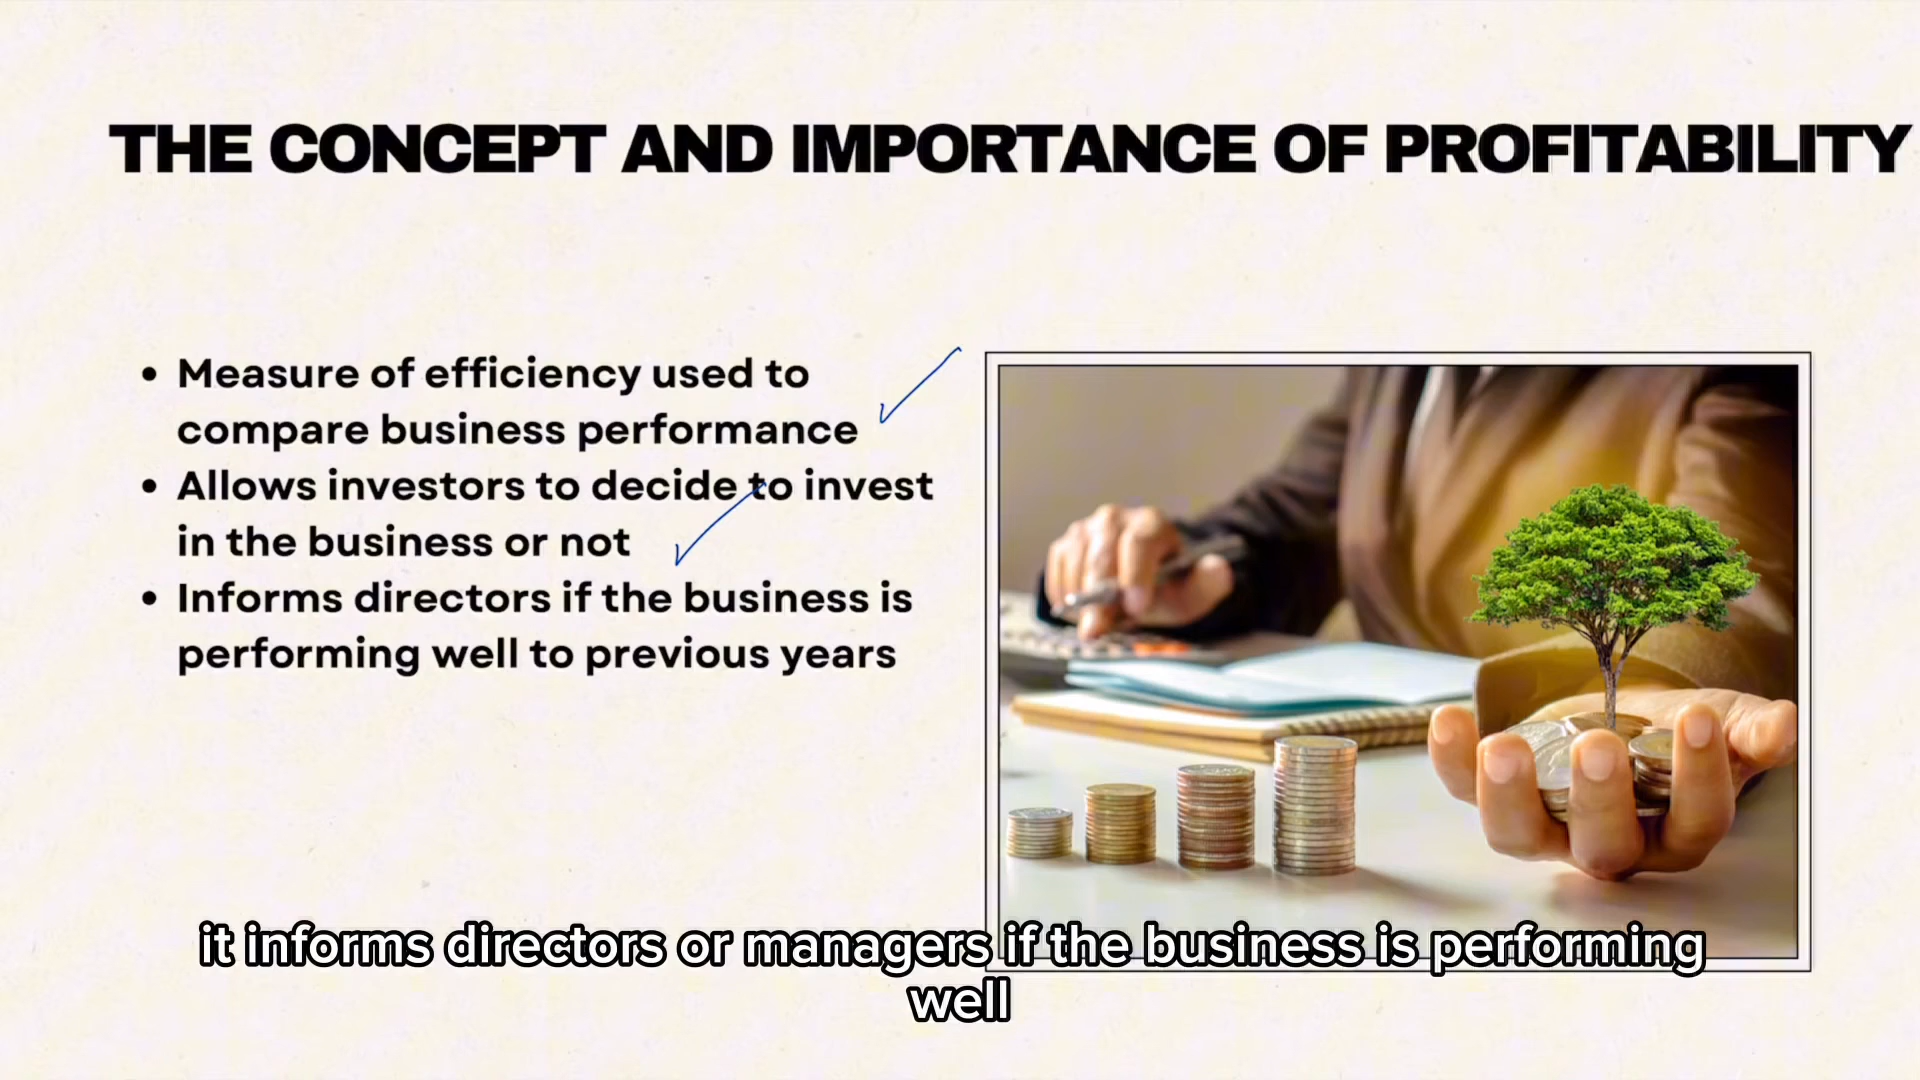 THE CONCEPT AND IMPORTANCE OF PROFITABILITY
• Measure of efficiency used to
compare business performance
• Allows investors to decide to invest
in the business or not
• Informs directors if the business is
performing well to previous years
it informs directors or managers if the business is performing
well